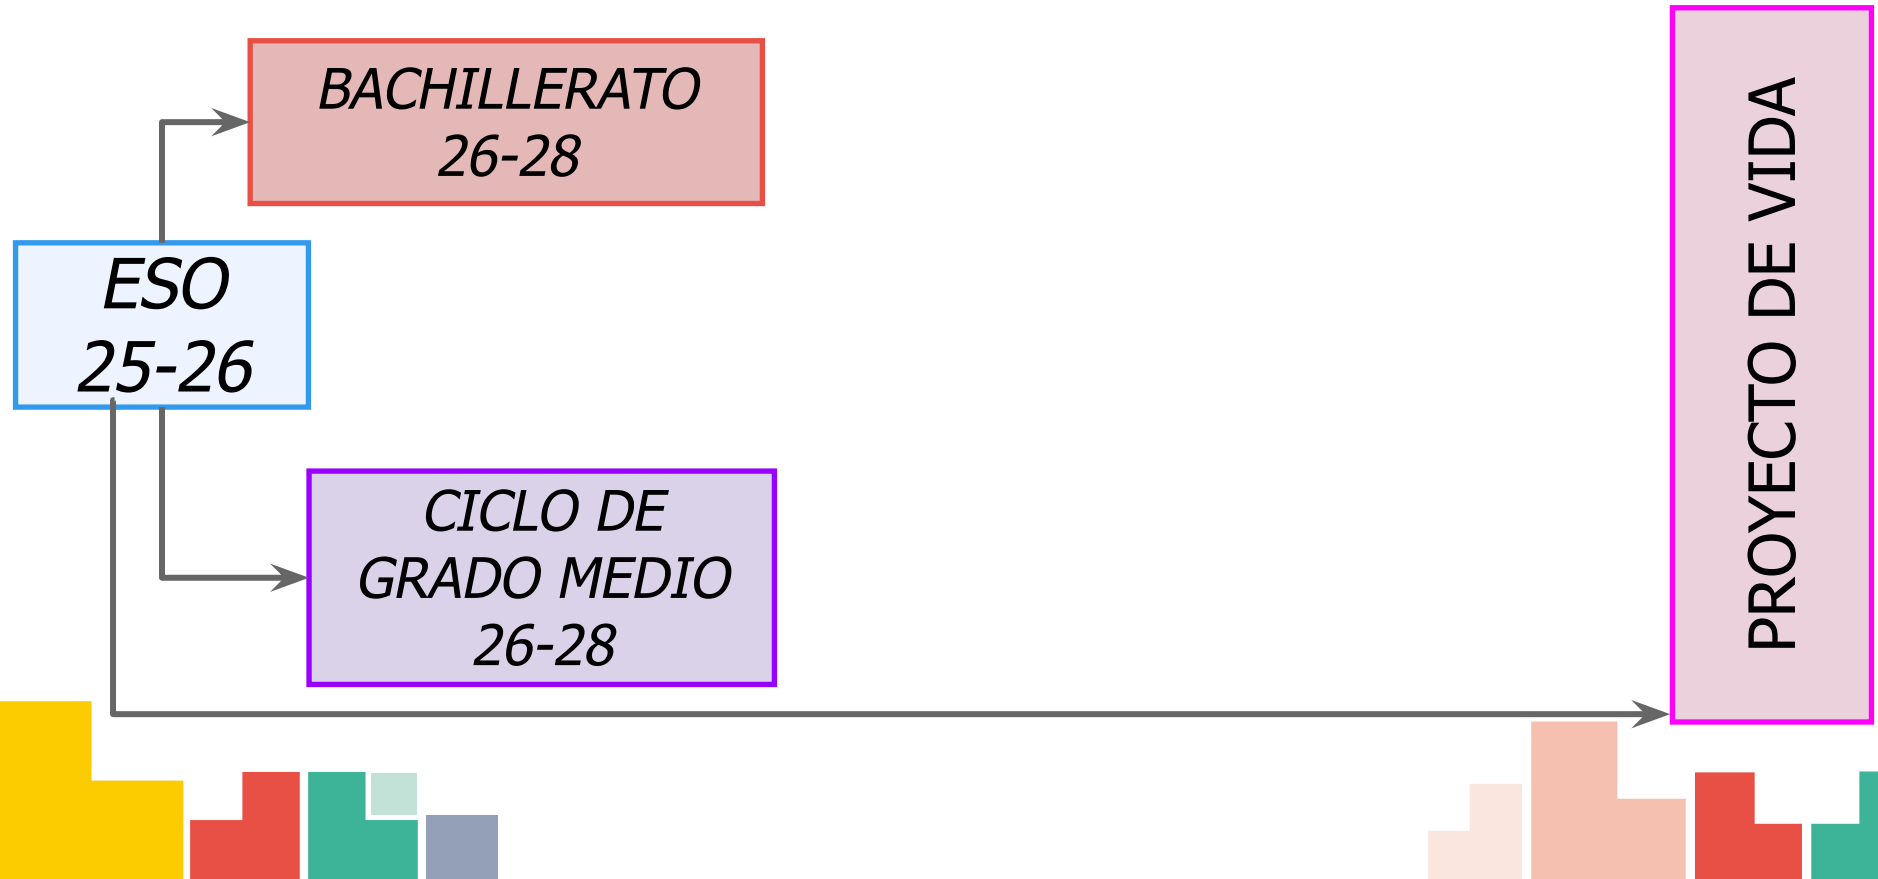 BACHILLERATO
26-28
ESO
25-26
CICLO DE
GRADO MEDIO
26-28
PROYECTO DE VIDA